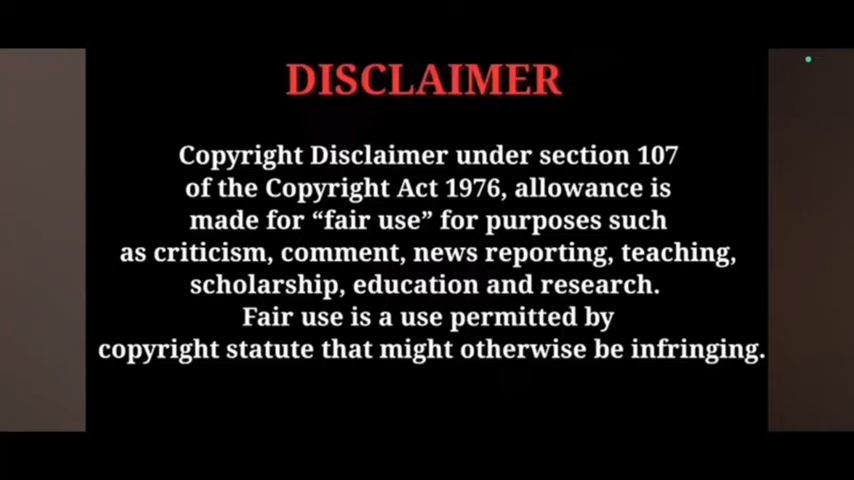 DISCLAIMER
Copyright Disclaimer under section 107
of the Copyright Act 1976, allowance is
made for “fair use” for purposes such
as criticism, comment, news reporting, teaching,
scholarship, education and research.
Fair use is a use permitted by
copyright statute that might otherwise be infringing.